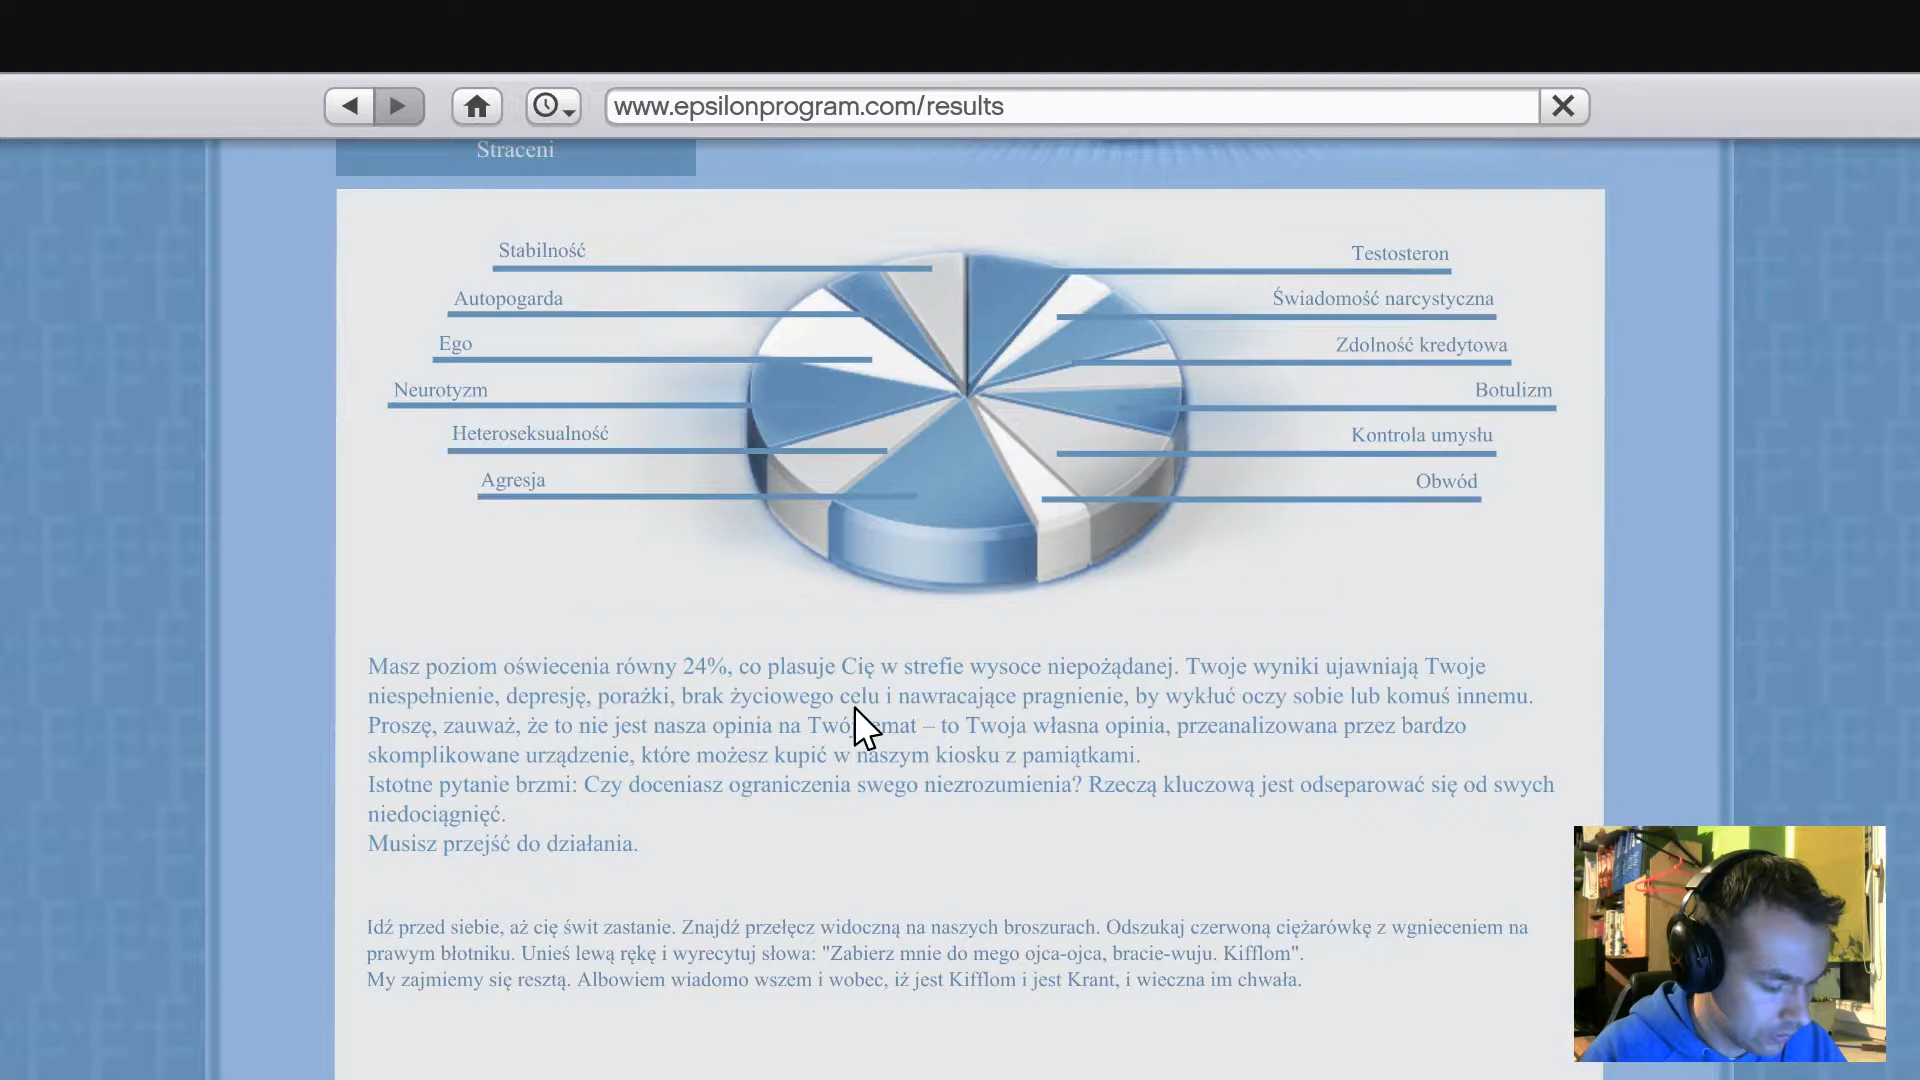 www.epsilonprogram.com/results
Straceni
Stabilność
Testosteron
Autopogarda
Świadomość narcystyczna
Ego
Zdolność kredytowa
Neurotyzm
Botulizm
Heteroseksualność
Kontrola umysłu
Agresja
Obwód
Masz poziom oświecenia równy 24%, co plasuje Cię w strefie wysoce niepożądanej. Twoje wyniki ujawniają Twoje
niespełnienie, depresję, porażki, brak życiowego celu i nawracające pragnienie, by wykłuć oczy sobie lub komuś innemu.
Proszę, zauważ, że to nie jest nasza opinia na Twój temat – to Twoja własna opinia, przeanalizowana przez bardzo
skomplikowane urządzenie, które możesz kupić w naszym kiosku z pamiątkami.
Istotne pytanie brzmi: Czy doceniasz ograniczenia swego niezrozumienia? Rzeczą kluczową jest odseparować się od swych
niedociągnięć.
Musisz przejść do działania.
Idź przed siebie, aż cię świt zastanie. Znajdź przełęcz widoczną na naszych broszurach. Odszukaj czerwoną ciężarówkę z wgnieceniem na
prawym błotniku. Unieś lewą rękę i wyrecytuj słowa: "Zabierz mnie do mego ojca-ojca, bracie-wuju. Kifflom".
My zajmiemy się resztą. Albowiem wiadomo wszem i wobec, iż jest Kifflom i jest Krant, i wieczna im chwała.